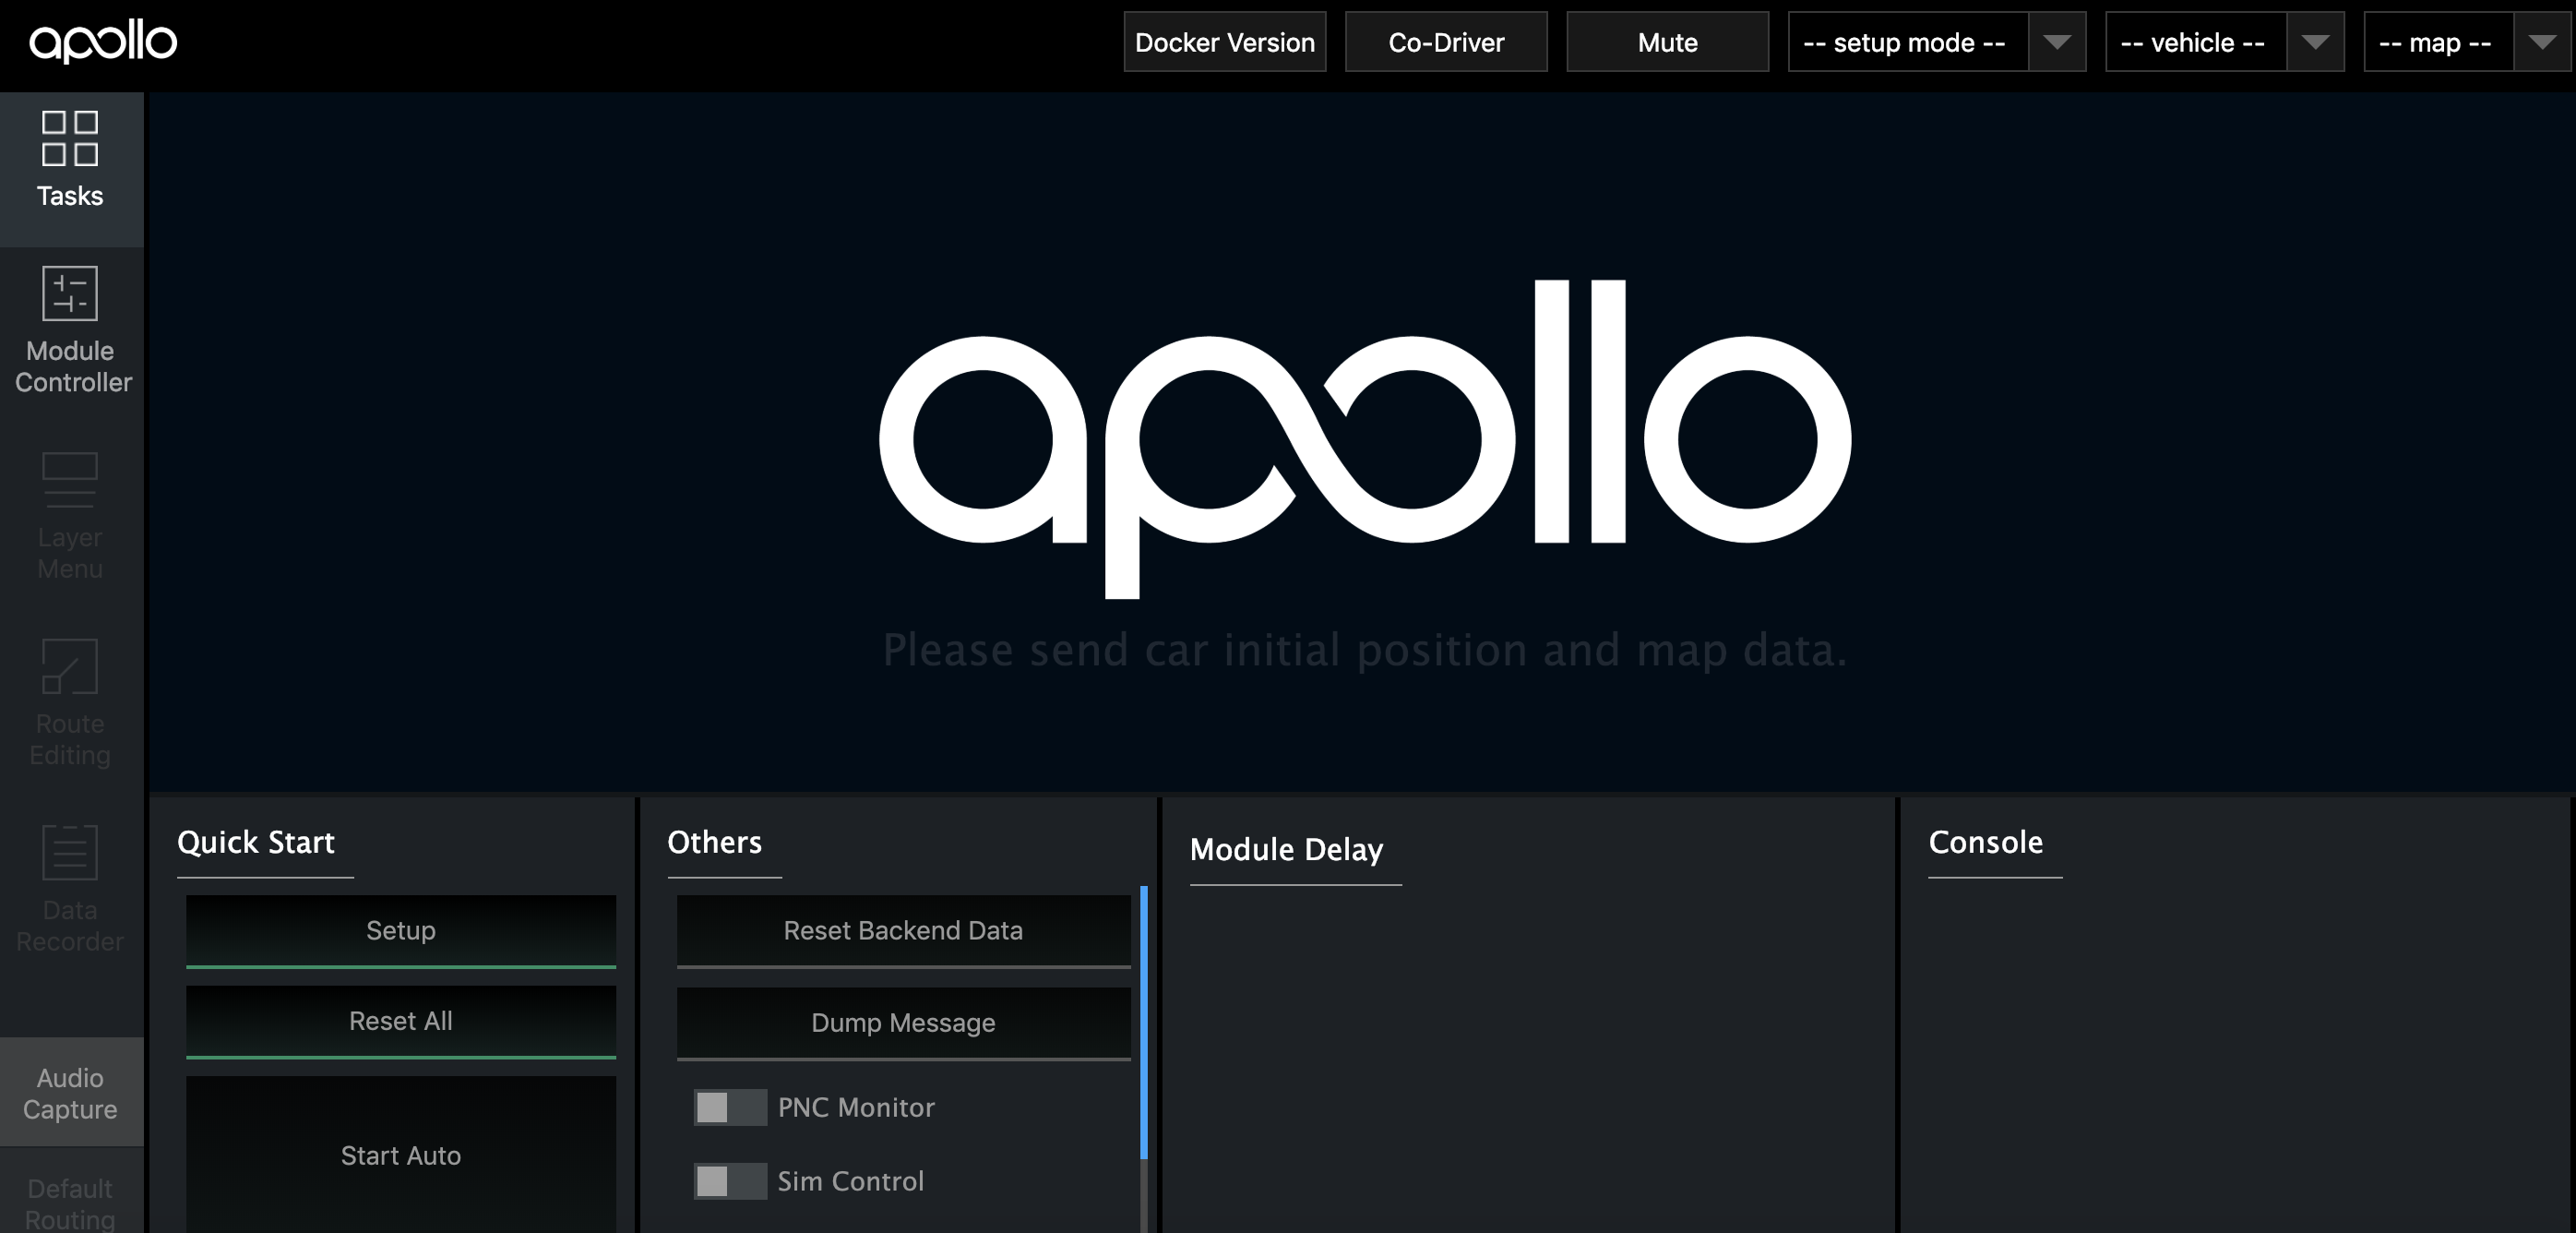 apollo
Docker Version
Co-Driver
Mute
-- setup mode --
-- vehicle --
-- map --
Tasks
Module
Controller
Layer
Menu
Route
Editing
Data
Recorder
Audio
Capture
Default
Routing
apollo
Please send car initial position and map data.
Quick Start
Setup
Reset All
Start Auto
Others
Reset Backend Data
Dump Message
PNC Monitor
Sim Control
Module Delay
Console